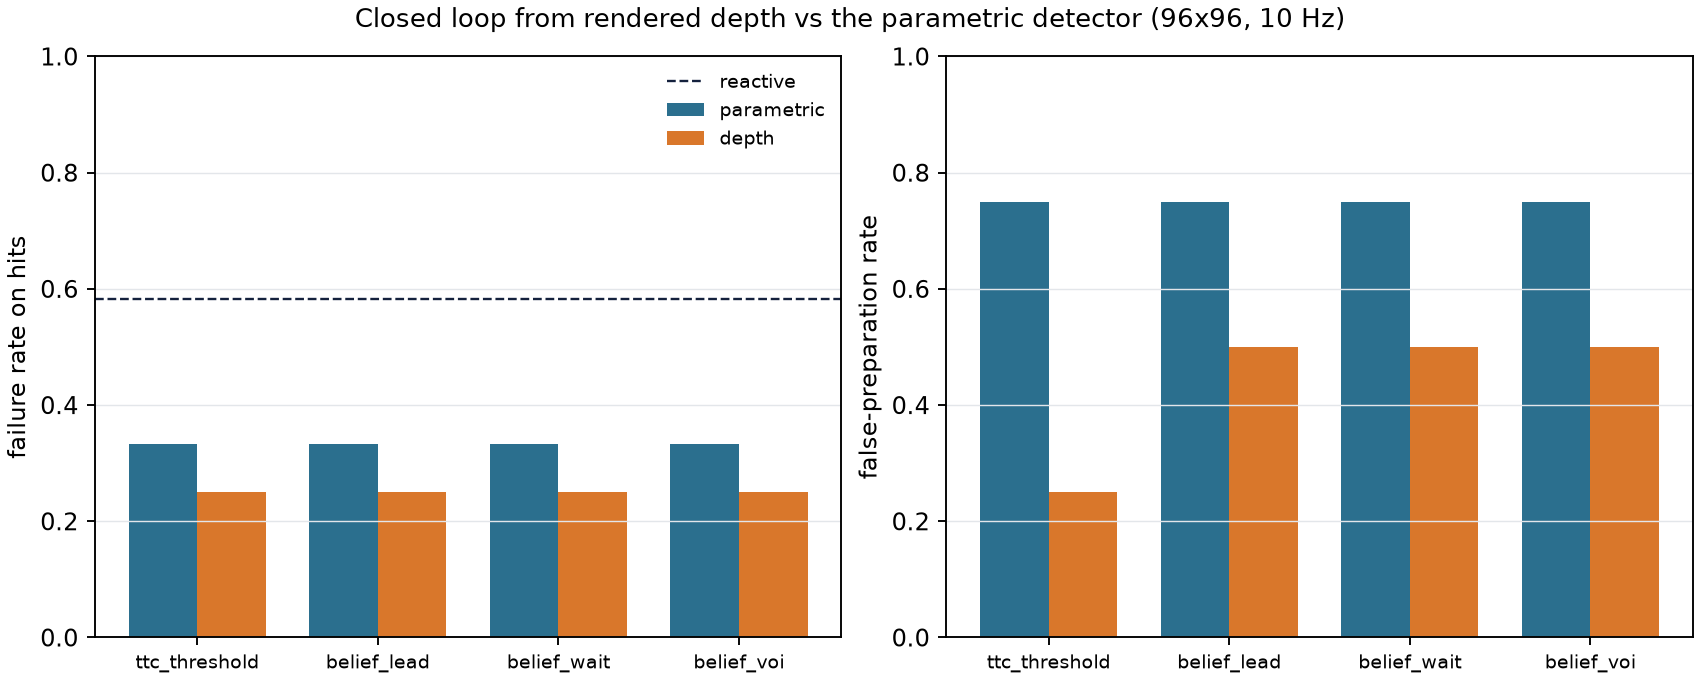 Closed loop from rendered depth vs the parametric detector (96x96, 10 Hz)
failure rate on hits
1.0
0.8
0.6
0.4
0.2
0.0
reactive
parametric
depth
ttc_threshold
belief_lead
belief_wait
belief_voi
false-preparation rate
1.0
0.8
0.6
0.4
0.2
0.0
ttc_threshold
belief_lead
belief_wait
belief_voi